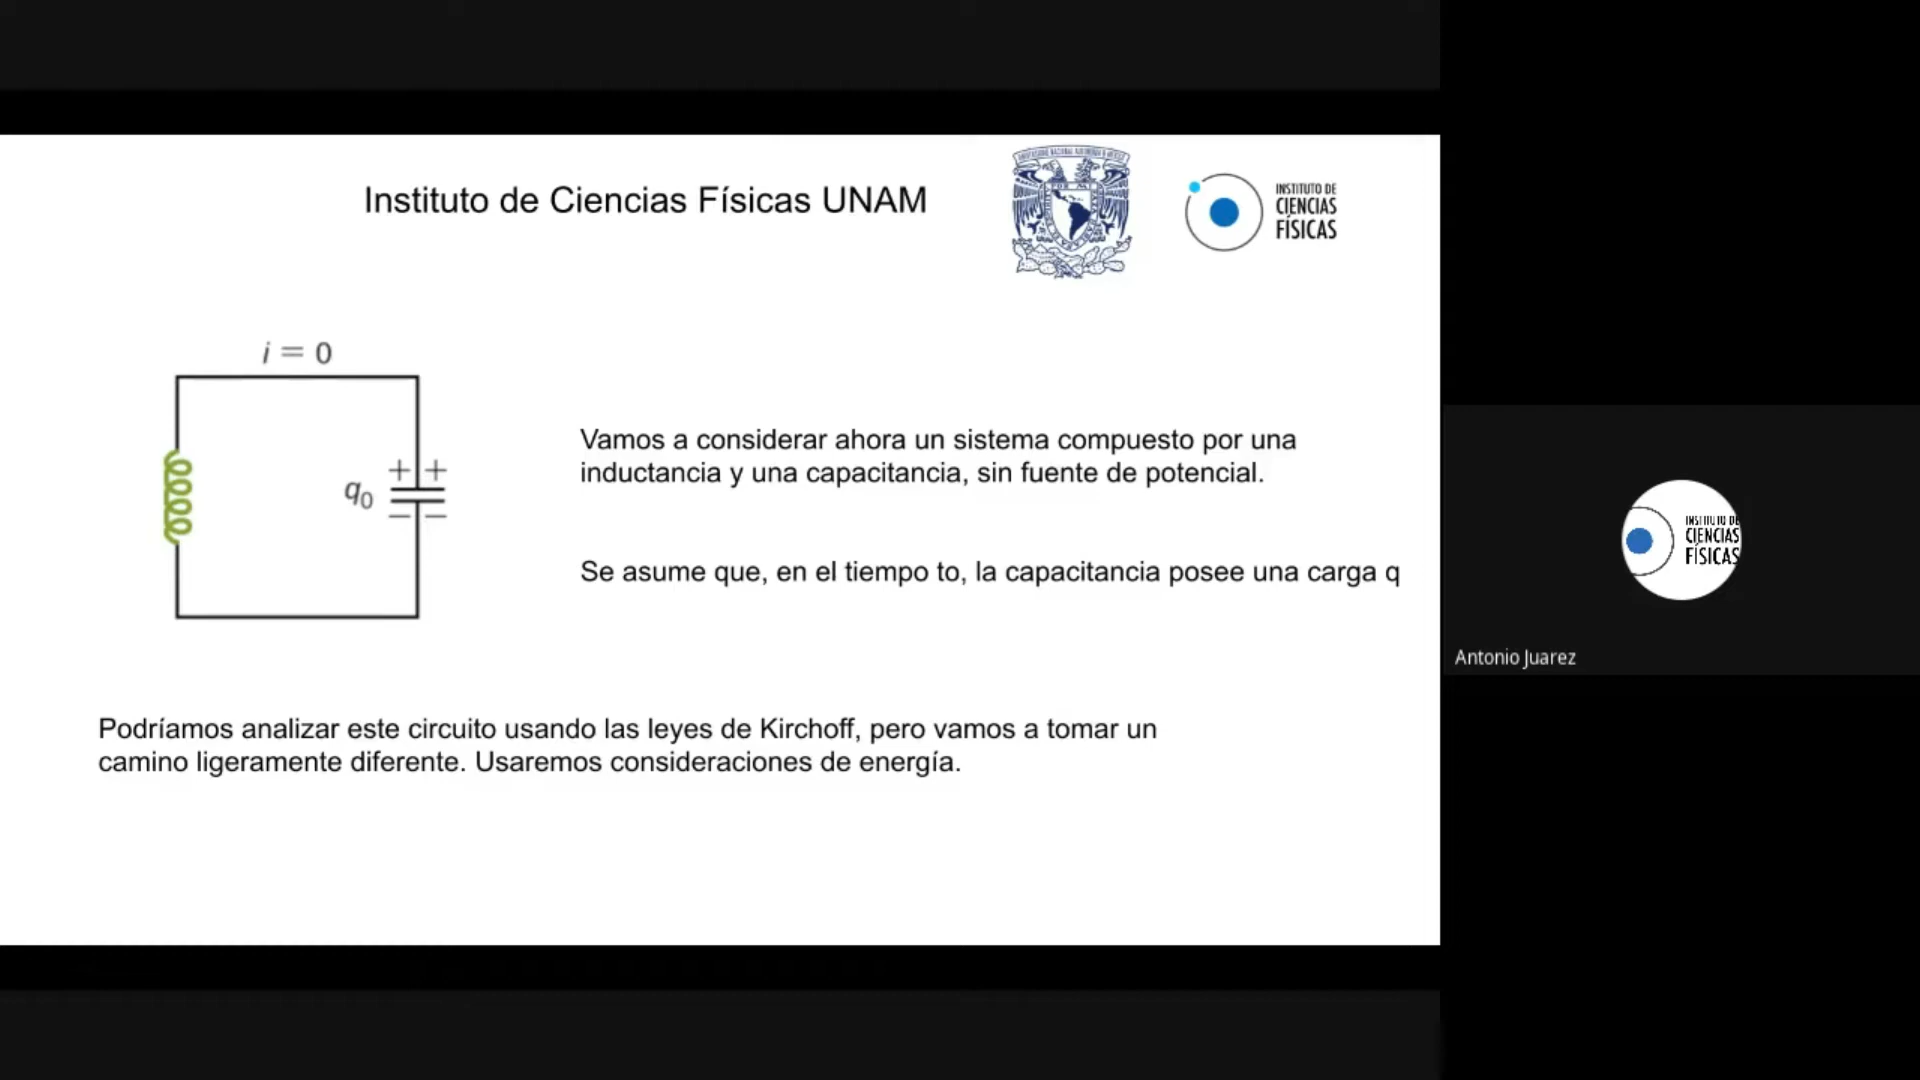 Instituto de Ciencias Físicas UNAM
INSTITUTO DE
CIENCIAS
FÍSICAS
i = 0
q0
+ +
− −
Vamos a considerar ahora un sistema compuesto por una
inductancia y una capacitancia, sin fuente de potencial.
Se asume que, en el tiempo to, la capacitancia posee una carga q
Podríamos analizar este circuito usando las leyes de Kirchoff, pero vamos a tomar un
camino ligeramente diferente. Usaremos consideraciones de energía.
CIENCIAS
FÍSICAS
Antonio Juarez